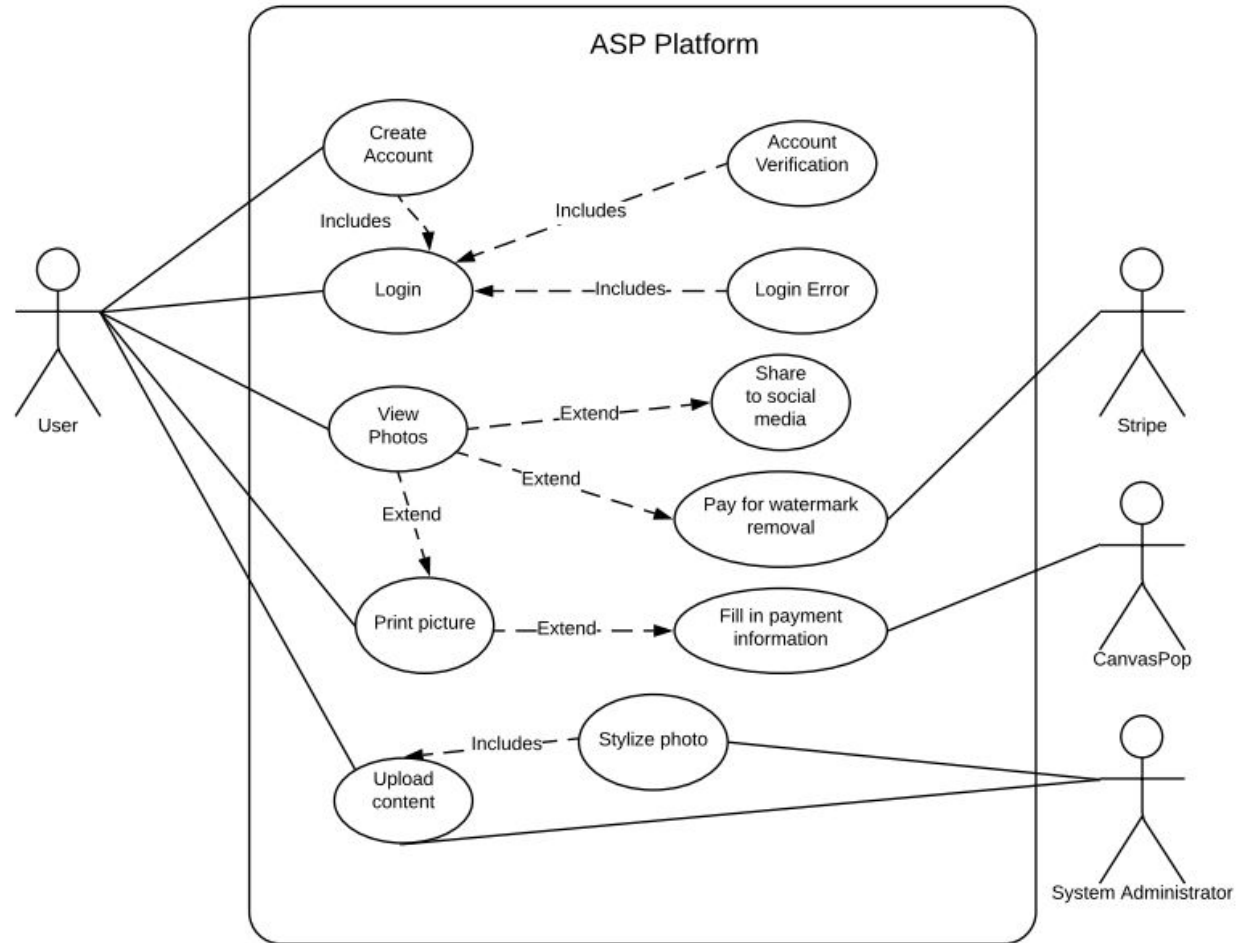 ASP Platform
Create
Account
Account
Verification
Includes
Includes
Login
Includes
Login Error
User
View
Photos
Extend
Share
to social
media
Stripe
Extend
Extend
Pay for watermark
removal
Print picture
Extend
Fill in payment
information
CanvasPop
Includes
Stylize photo
Upload
content
System Administrator